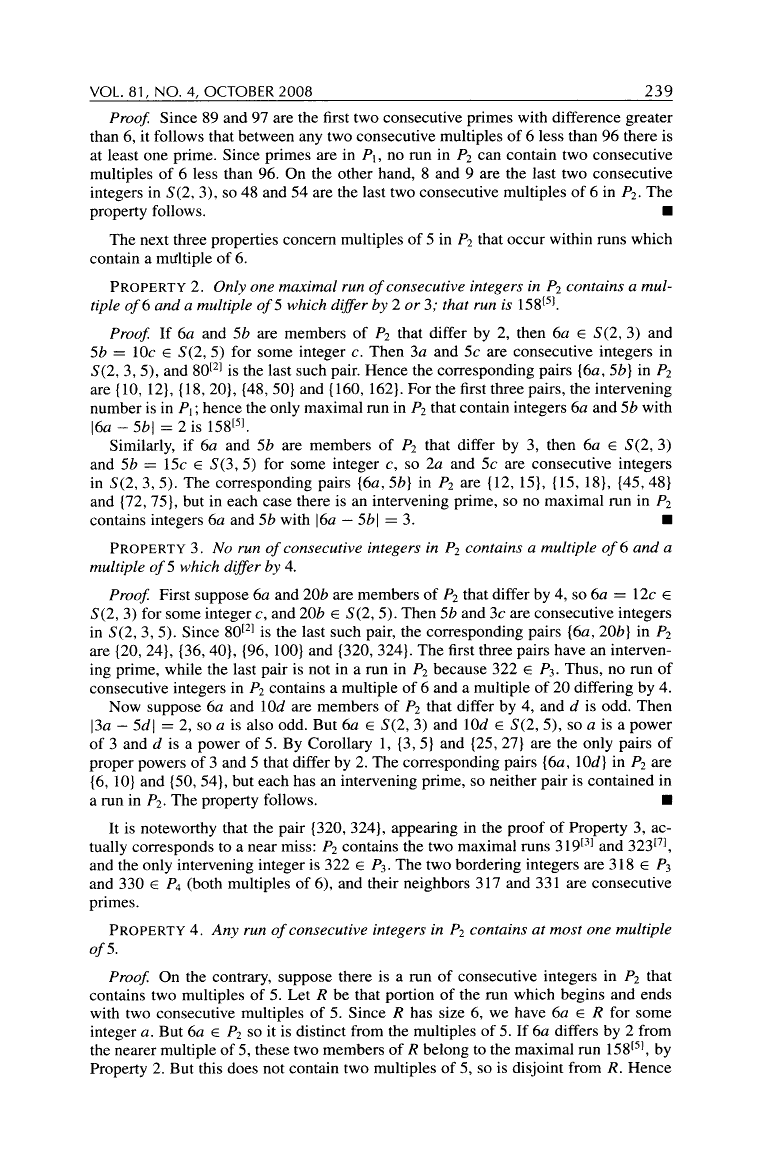 VOL. 81, NO. 4, OCTOBER 2008 239
Proof. Since 89 and 97 are the first two consecutive primes with difference greater
than 6, it follows that between any two consecutive multiples of 6 less than 96 there is
at least one prime. Since primes are in P₁, no run in P₂ can contain two consecutive
multiples of 6 less than 96. On the other hand, 8 and 9 are the last two consecutive
integers in S(2, 3), so 48 and 54 are the last two consecutive multiples of 6 in P₂. The
property follows. ■
The next three properties concern multiples of 5 in P₂ that occur within runs which
contain a multiple of 6.
PROPERTY 2. Only one maximal run of consecutive integers in P₂ contains a mul-
tiple of 6 and a multiple of 5 which differ by 2 or 3; that run is 158⁽⁵⁾.
Proof. If 6a and 5b are members of P₂ that differ by 2, then 6a ∈ S(2, 3) and
5b = 10c ∈ S(2, 5) for some integer c. Then 3a and 5c are consecutive integers in
S(2, 3, 5), and 80[²] is the last such pair. Hence the corresponding pairs {6a, 5b} in P₂
are {10, 12}, {18, 20}, {48, 50} and {160, 162}. For the first three pairs, the intervening
number is in P₁; hence the only maximal run in P₂ that contain integers 6a and 5b with
|6a − 5b| = 2 is 158[⁵].
Similarly, if 6a and 5b are members of P₂ that differ by 3, then 6a ∈ S(2, 3)
and 5b = 15c ∈ S(3, 5) for some integer c, so 2a and 5c are consecutive integers
in S(2, 3, 5). The corresponding pairs {6a, 5b} in P₂ are {12, 15}, {15, 18}, {45, 48}
and {72, 75}, but in each case there is an intervening prime, so no maximal run in P₂
contains integers 6a and 5b with |6a − 5b| = 3. ■
PROPERTY 3. No run of consecutive integers in P₂ contains a multiple of 6 and a
multiple of 5 which differ by 4.
Proof. First suppose 6a and 20b are members of P₂ that differ by 4, so 6a = 12c ∈
S(2, 3) for some integer c, and 20b ∈ S(2, 5). Then 5b and 3c are consecutive integers
in S(2, 3, 5). Since 80[²] is the last such pair, the corresponding pairs {6a, 20b} in P₂
are {20, 24}, {36, 40}, {96, 100} and {320, 324}. The first three pairs have an interven-
ing prime, while the last pair is not in a run in P₂ because 322 ∈ P₃. Thus, no run of
consecutive integers in P₂ contains a multiple of 6 and a multiple of 20 differing by 4.
Now suppose 6a and 10d are members of P₂ that differ by 4, and d is odd. Then
|3a − 5d| = 2, so a is also odd. But 6a ∈ S(2, 3) and 10d ∈ S(2, 5), so a is a power
of 3 and d is a power of 5. By Corollary 1, {3, 5} and {25, 27} are the only pairs of
proper powers of 3 and 5 that differ by 2. The corresponding pairs {6a, 10d} in P₂ are
{6, 10} and {50, 54}, but each has an intervening prime, so neither pair is contained in
a run in P₂. The property follows. ■
It is noteworthy that the pair {320, 324}, appearing in the proof of Property 3, ac-
tually corresponds to a near miss: P₂ contains the two maximal runs 319[³] and 323[⁷],
and the only intervening integer is 322 ∈ P₃. The two bordering integers are 318 ∈ P₃
and 330 ∈ P₄ (both multiples of 6), and their neighbors 317 and 331 are consecutive
primes.
PROPERTY 4. Any run of consecutive integers in P₂ contains at most one multiple
of 5.
Proof. On the contrary, suppose there is a run of consecutive integers in P₂ that
contains two multiples of 5. Let R be that portion of the run which begins and ends
with two consecutive multiples of 5. Since R has size 6, we have 6a ∈ R for some
integer a. But 6a ∈ P₂ so it is distinct from the multiples of 5. If 6a differs by 2 from
the nearer multiple of 5, these two members of R belong to the maximal run 158[⁵], by
Property 2. But this does not contain two multiples of 5, so is disjoint from R. Hence